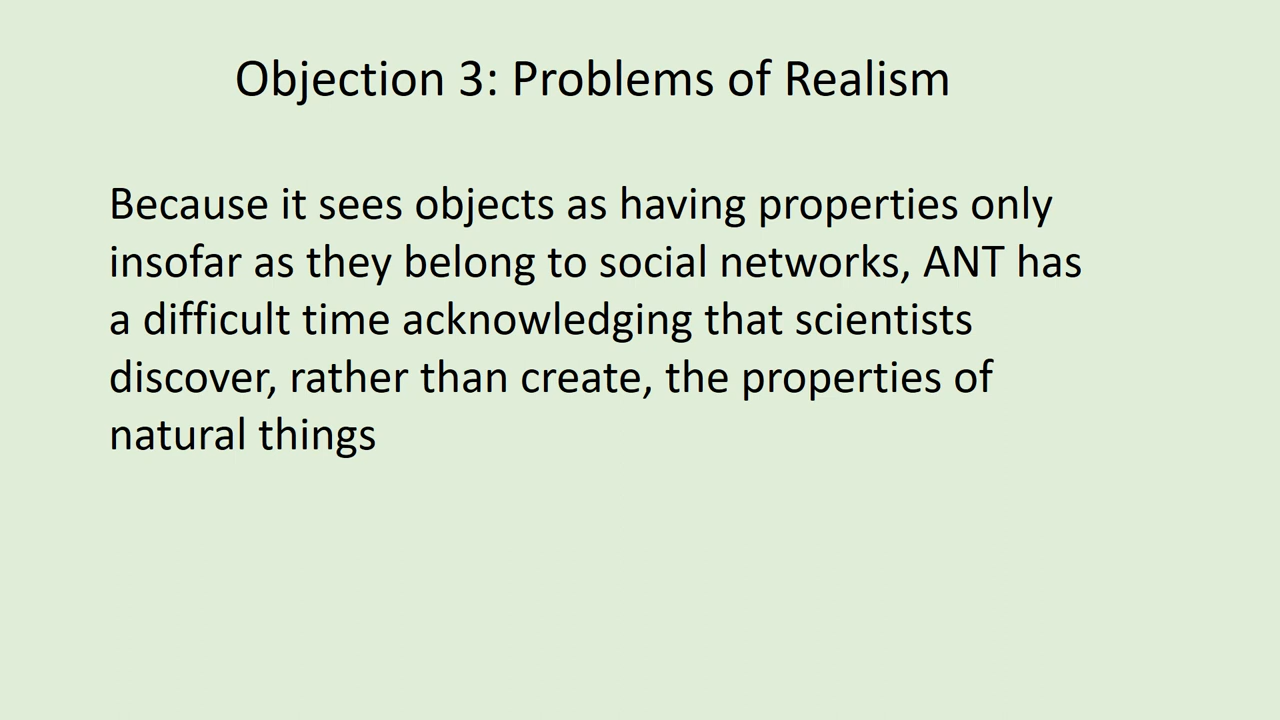 Objection 3: Problems of Realism
Because it sees objects as having properties only
insofar as they belong to social networks, ANT has
a difficult time acknowledging that scientists
discover, rather than create, the properties of
natural things